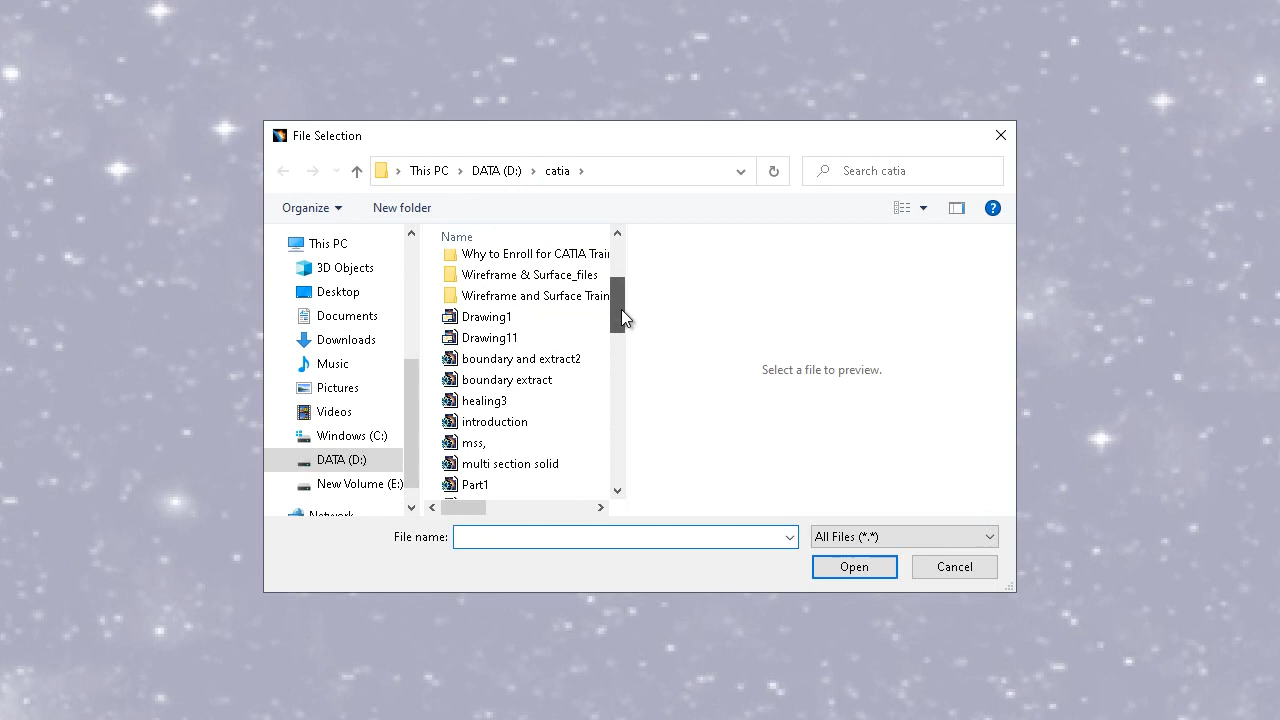 File Selection
This PC
DATA (D:)
catia
Search catia
Organize
New folder
This PC
3D Objects
Desktop
Documents
Downloads
Music
Pictures
Videos
Windows (C:)
DATA (D:)
New Volume (E:)
Network
Name
Why to Enroll for CATIA Trai
Wireframe & Surface_files
Wireframe and Surface Train
Drawing1
Drawing11
boundary and extract2
boundary extract
healing3
introduction
mss,
multi section solid
Part1
Select a file to preview.
File name:
All Files (*.*)
Open
Cancel